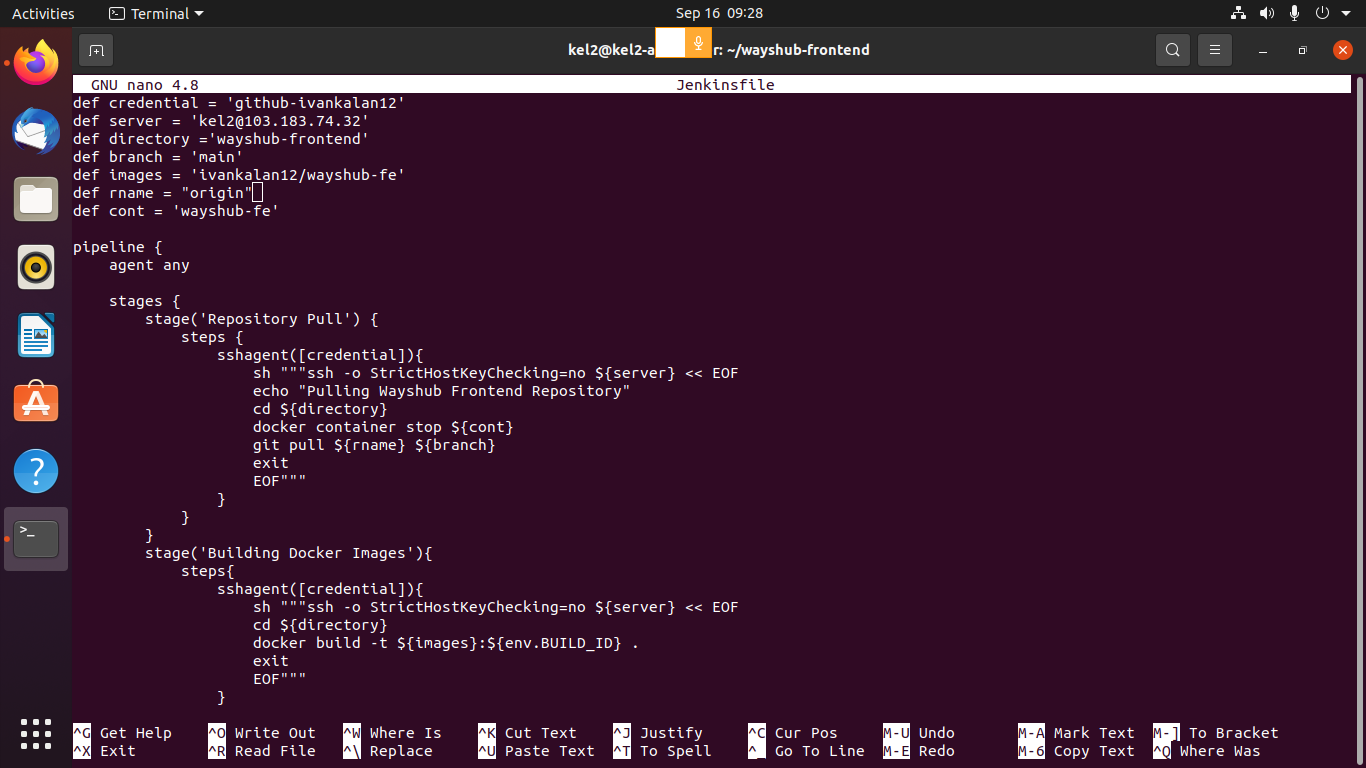 Activities Terminal Sep 16 09:28
kel2@kel2-a r: ~/wayshub-frontend
GNU nano 4.8 Jenkinsfile
def credential = 'github-ivankalan12'
def server = 'kel2@103.183.74.32'
def directory ='wayshub-frontend'
def branch = 'main'
def images = 'ivankalan12/wayshub-fe'
def rname = "origin"
def cont = 'wayshub-fe'
pipeline {
    agent any
    stages {
        stage('Repository Pull') {
            steps {
                sshagent([credential]){
                    sh """ssh -o StrictHostKeyChecking=no ${server} << EOF
                    echo "Pulling Wayshub Frontend Repository"
                    cd ${directory}
                    docker container stop ${cont}
                    git pull ${rname} ${branch}
                    exit
                    EOF"""
                }
            }
        }
        stage('Building Docker Images'){
            steps{
                sshagent([credential]){
                    sh """ssh -o StrictHostKeyChecking=no ${server} << EOF
                    cd ${directory}
                    docker build -t ${images}:${env.BUILD_ID} .
                    exit
                    EOF"""
                }
^G Get Help ^O Write Out ^W Where Is ^K Cut Text ^J Justify ^C Cur Pos M-U Undo M-A Mark Text M-] To Bracket
^X Exit ^R Read File ^\ Replace ^U Paste Text ^T To Spell ^_ Go To Line M-E Redo M-6 Copy Text ^Q Where Was